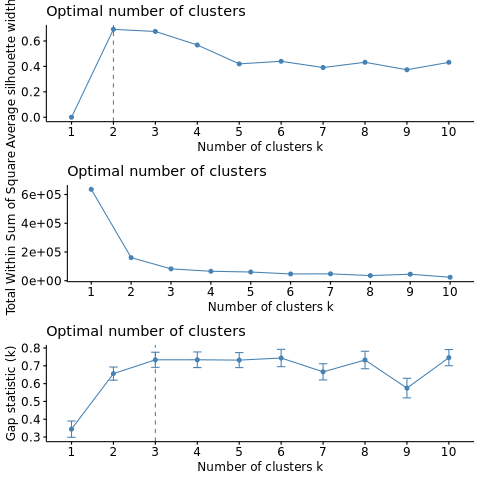 Optimal number of clusters
Average silhouette width
0.6
0.4
0.2
0.0
1 2 3 4 5 6 7 8 9 10
Number of clusters k
Optimal number of clusters
Total Within Sum of Square
6e+05
4e+05
2e+05
0e+00
1 2 3 4 5 6 7 8 9 10
Number of clusters k
Optimal number of clusters
Gap statistic (k)
0.8
0.7
0.6
0.5
0.4
0.3
1 2 3 4 5 6 7 8 9 10
Number of clusters k